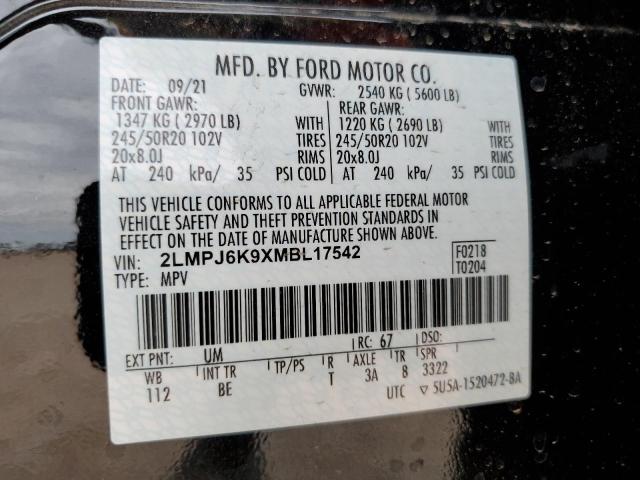 MFD. BY FORD MOTOR CO.
DATE: 09/21 GVWR: 2540 KG ( 5600 LB)
FRONT GAWR: REAR GAWR:
1347 KG ( 2970 LB) WITH 1220 KG ( 2690 LB) WITH
245/50R20 102V TIRES 245/50R20 102V TIRES
20x8.0J RIMS 20x8.0J RIMS
AT 240 kPa/ 35 PSI COLD AT 240 kPa/ 35 PSI COLD
THIS VEHICLE CONFORMS TO ALL APPLICABLE FEDERAL MOTOR
VEHICLE SAFETY AND THEFT PREVENTION STANDARDS IN
EFFECT ON THE DATE OF MANUFACTURE SHOWN ABOVE.
VIN: 2LMPJ6K9XMBL17542 F0218
TYPE: MPV T0204
EXT PNT: UM RC: 67 DSO:
WB INT TR TP/PS R AXLE TR SPR
112 BE T 3A 8 3322
UTC ▽ 5U5A-1520472-BA